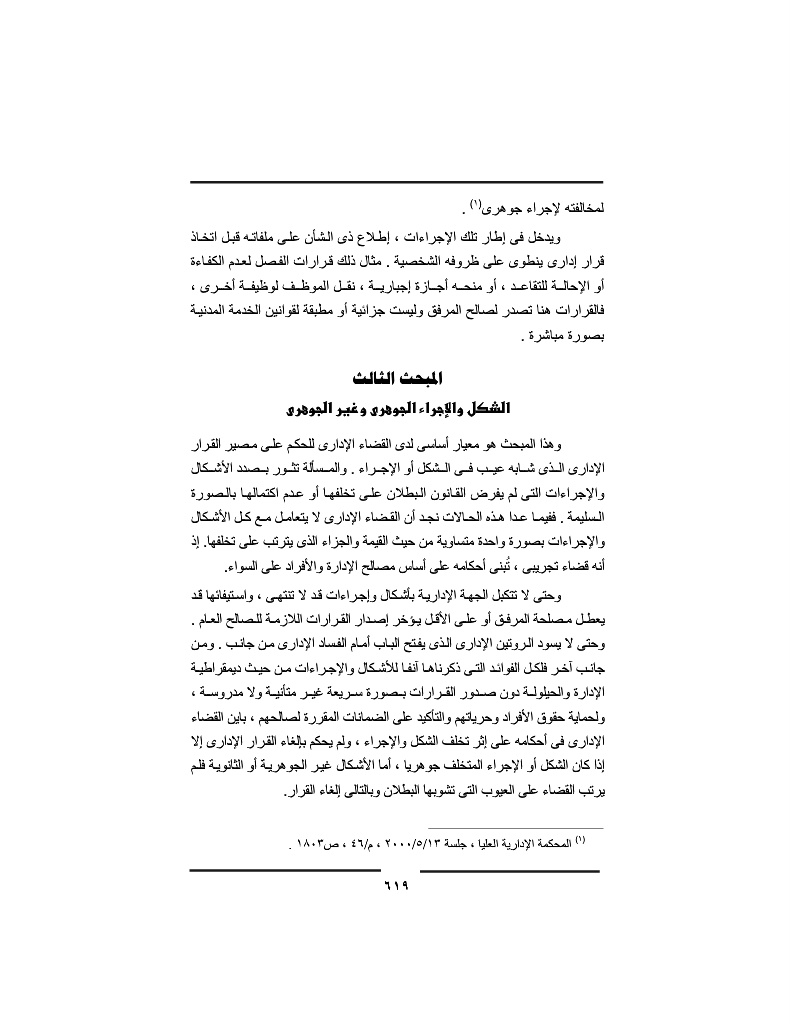 لمخالفته لإجراء جوهرى(١) .
ويدخل فى إطار تلك الإجراءات ، إطلاع ذى الشأن على ملفاته قبل اتخاذ
قرار إدارى ينطوى على ظروفه الشخصية . مثال ذلك قرارات الفصل لعدم الكفاءة
أو الإحالة للتقاعد ، أو منحه أجازة إجبارية ، نقل الموظف لوظيفة أخرى ،
فالقرارات هنا تصدر لصالح المرفق وليست جزائية أو مطبقة لقوانين الخدمة المدنية
بصورة مباشرة .
المبحث الثالث
الشكل والإجراء الجوهرى وغير الجوهرى
وهذا المبحث هو معيار أساسى لدى القضاء الإدارى للحكم على مصير القرار
الإدارى الذى شابه عيب فى الشكل أو الإجراء . والمسألة تثور بصدد الأشكال
والإجراءات التى لم يفرض القانون البطلان على تخلفها أو عدم اكتمالها بالصورة
السليمة . ففيما عدا هذه الحالات نجد أن القضاء الإدارى لا يتعامل مع كل الأشكال
والإجراءات بصورة واحدة متساوية من حيث القيمة والجزاء الذى يترتب على تخلفها. إذ
أنه قضاء تجريبى ، تُبنى أحكامه على أساس مصالح الإدارة والأفراد على السواء.
وحتى لا تتكبل الجهة الإدارية بأشكال وإجراءات قد لا تنتهى ، واستيفائها قد
يعطل مصلحة المرفق أو على الأقل يؤخر إصدار القرارات اللازمة للصالح العام .
وحتى لا يسود الروتين الإدارى الذى يفتح الباب أمام الفساد الإدارى من جانب . ومن
جانب آخر فلكل الفوائد التى ذكرناها آنفا للأشكال والإجراءات من حيث ديمقراطية
الإدارة والحيلولة دون صدور القرارات بصورة سريعة غير متأنية ولا مدروسة ،
ولحماية حقوق الأفراد وحرياتهم والتأكيد على الضمانات المقررة لصالحهم ، باين القضاء
الإدارى فى أحكامه على إثر تخلف الشكل والإجراء ، ولم يحكم بإلغاء القرار الإدارى إلا
إذا كان الشكل أو الإجراء المتخلف جوهريا ، أما الأشكال غير الجوهرية أو الثانوية فلم
يرتب القضاء على العيوب التى تشوبها البطلان وبالتالى إلغاء القرار.
(١) المحكمة الإدارية العليا ، جلسة ٢٠٠٠/٥/١٣ ، م/٤٦ ، ص١٨٠٣ .
٦١٩